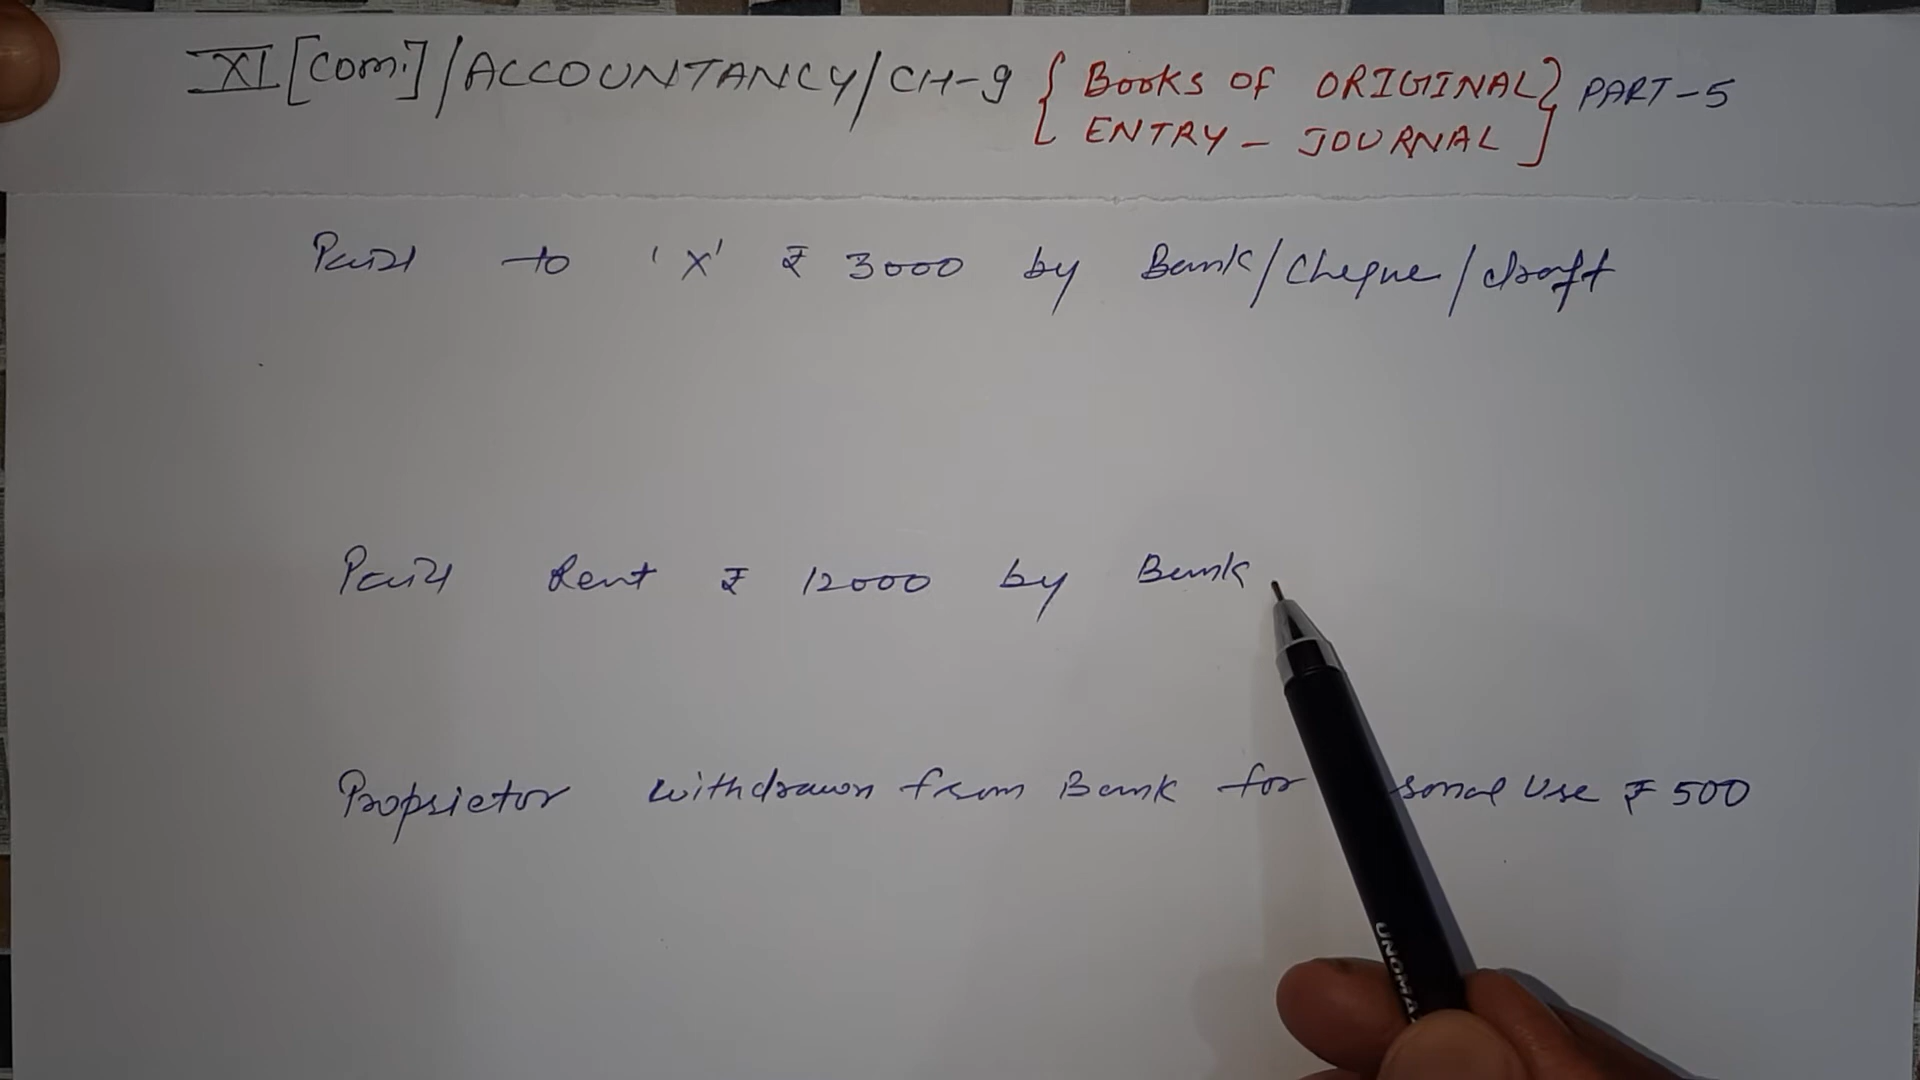 XI [Com.] / ACCOUNTANCY / CH-9 { BOOKS OF ORIGINAL } PART-5
ENTRY - JOURNAL
Paid to 'X' ₹ 3000 by Bank/Cheque/draft
Paid Rent ₹ 12000 by Bank
Proprietor withdrawn from Bank for sonal Use ₹ 500
UNOMA